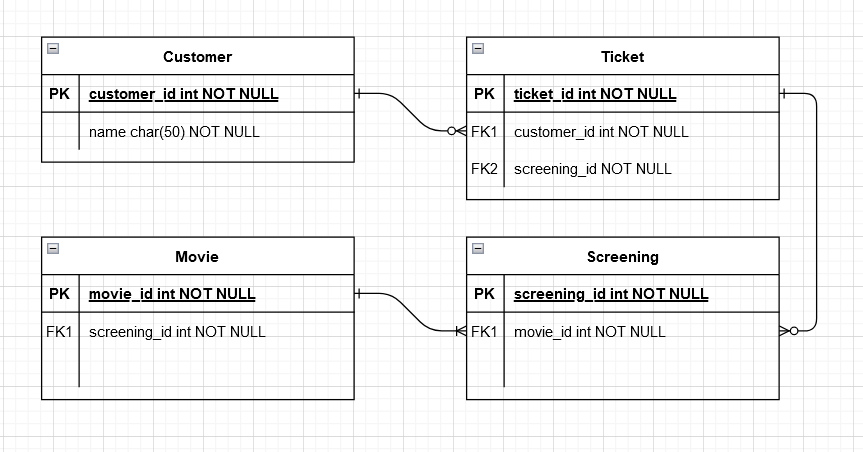 Customer
PK customer_id int NOT NULL
name char(50) NOT NULL
Ticket
PK ticket_id int NOT NULL
FK1 customer_id int NOT NULL
FK2 screening_id NOT NULL
Movie
PK movie_id int NOT NULL
FK1 screening_id int NOT NULL
Screening
PK screening_id int NOT NULL
FK1 movie_id int NOT NULL